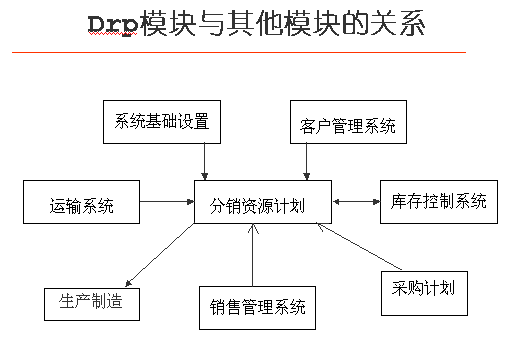 Drp模块与其他模块的关系
系统基础设置
客户管理系统
运输系统
分销资源计划
库存控制系统
生产制造
销售管理系统
采购计划